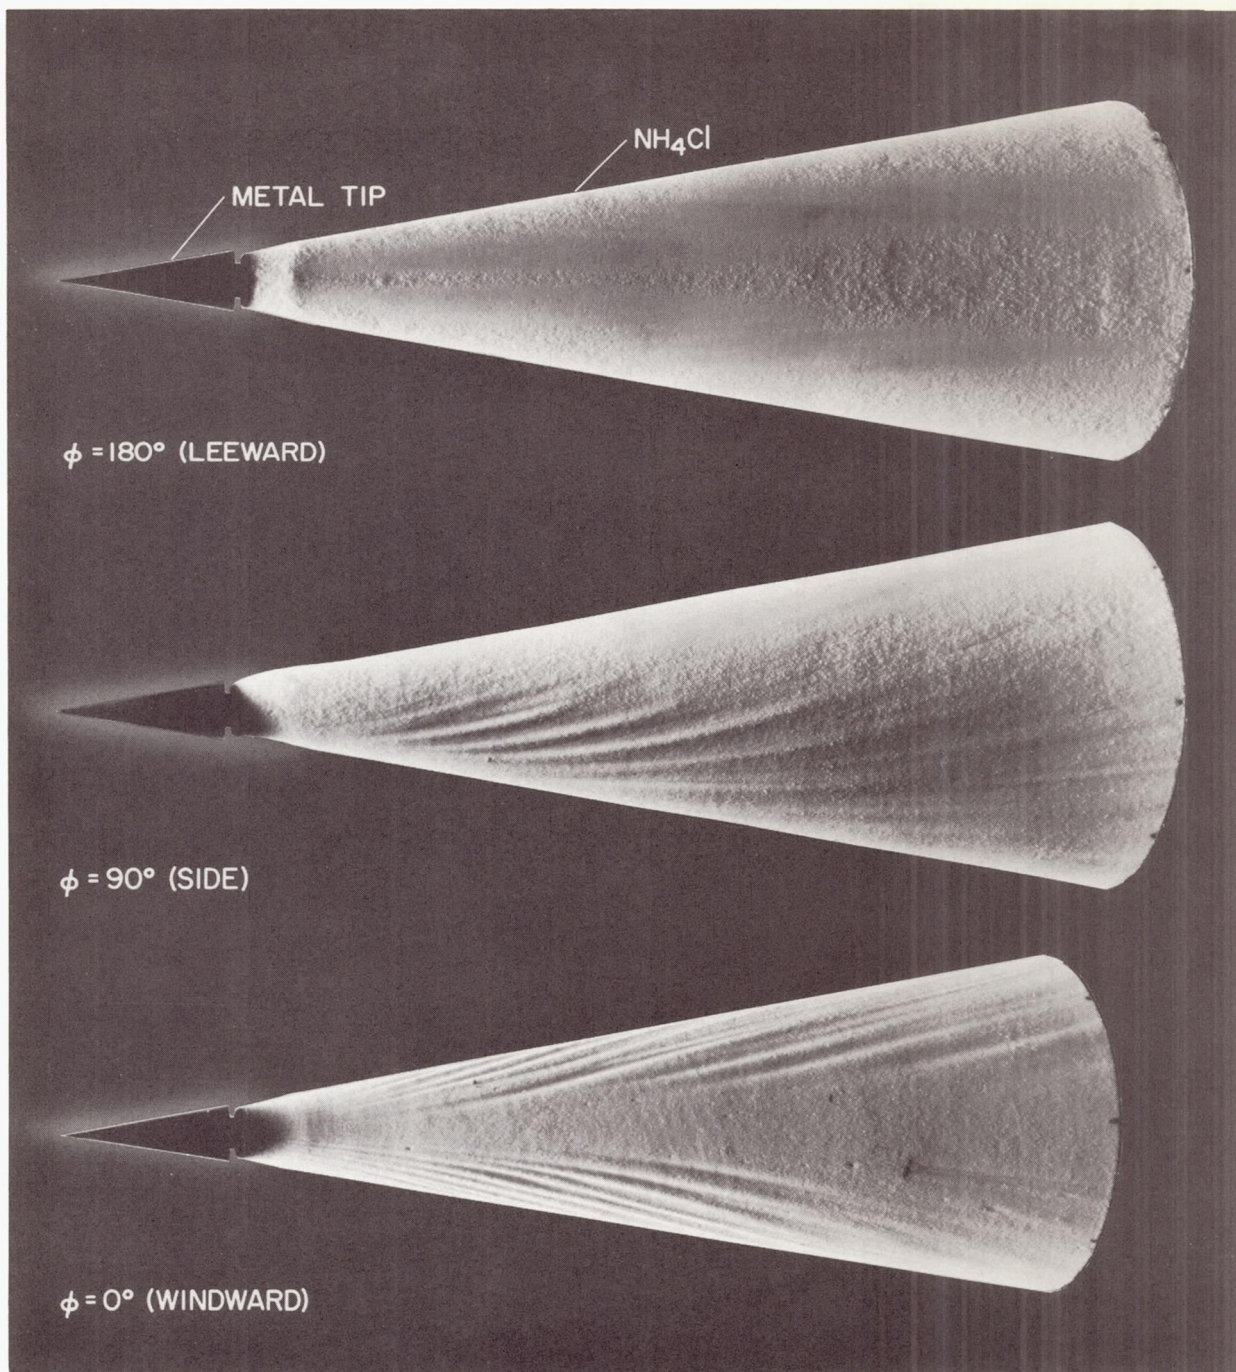 NH₄Cl
METAL TIP
ϕ = 180° (LEEWARD)
ϕ = 90° (SIDE)
ϕ = 0° (WINDWARD)